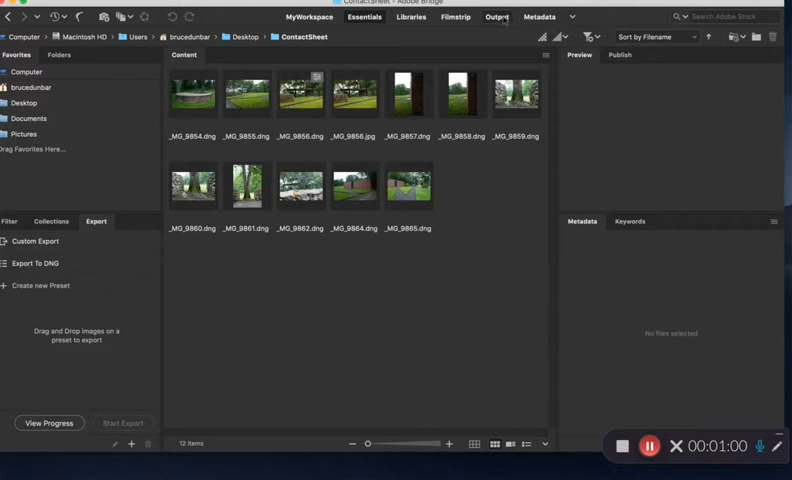 ContactSheet - Adobe Bridge
MyWorkspace Essentials Libraries Filmstrip Output Metadata Search Adobe Stock
Computer Macintosh HD Users brucedunbar Desktop ContactSheet Sort by Filename
Favorites Folders Content Preview Publish
Computer
brucedunbar
Desktop
Documents
Pictures
Drag Favorites Here...
_MG_9854.dng _MG_9855.dng _MG_9856.dng _MG_9856.jpg _MG_9857.dng _MG_9858.dng _MG_9859.dng
_MG_9860.dng _MG_9861.dng _MG_9862.dng _MG_9864.dng _MG_9865.dng
Filter Collections Export Metadata Keywords
Custom Export
Export To DNG
Create new Preset
Drag and Drop images on a
preset to export
No files selected
View Progress Start Export
12 items
00:01:00